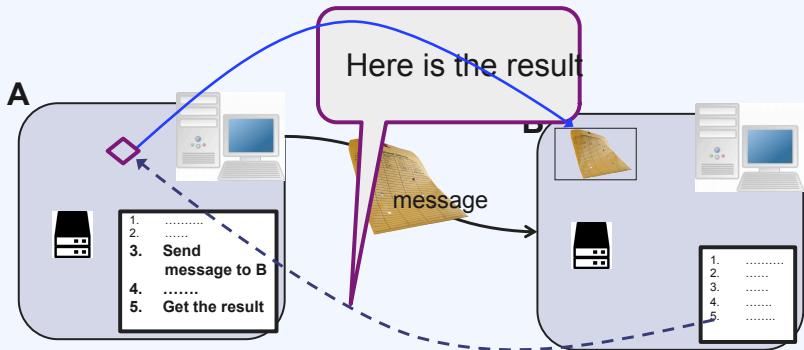 Here is the result
A
B
message
1. ……….
2. ……
3. Send
message to B
4. …….
5. Get the result
1. ……….
2. ……
3. ……
4. …….
5. ……..